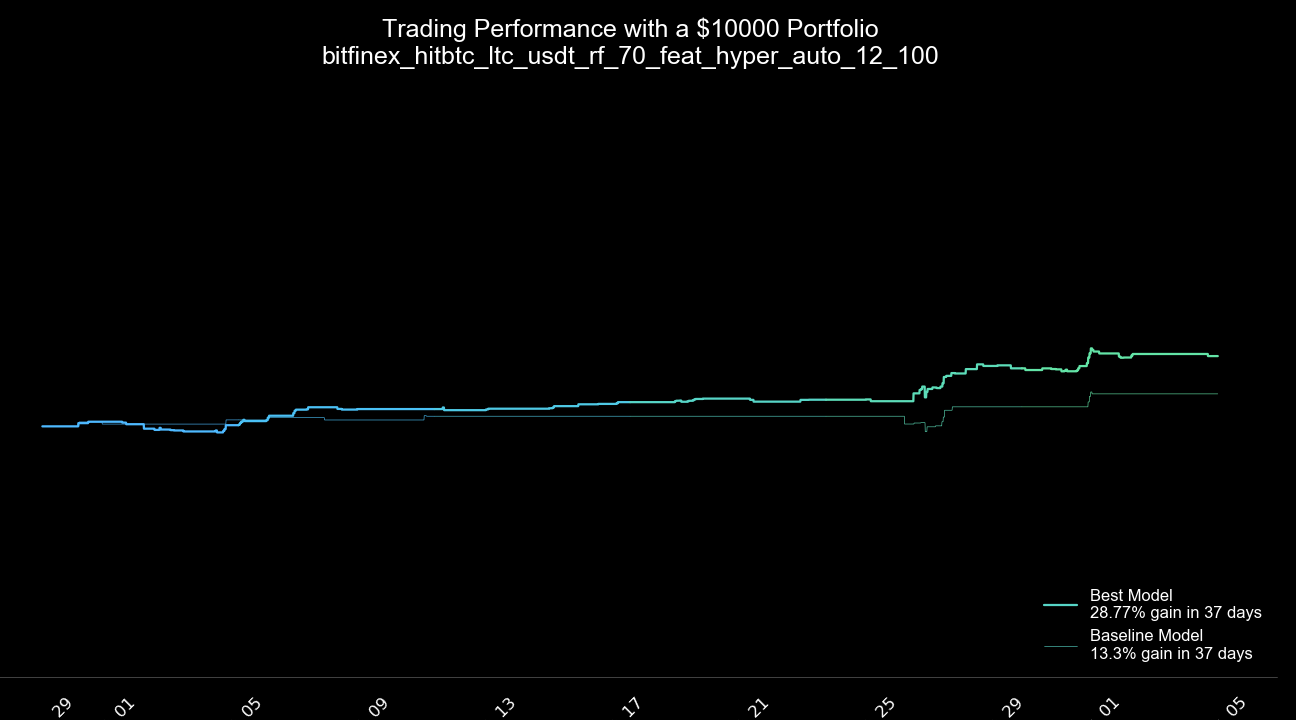 Trading Performance with a $10000 Portfolio
bitfinex_hitbtc_ltc_usdt_rf_70_feat_hyper_auto_12_100
Best Model
28.77% gain in 37 days
Baseline Model
13.3% gain in 37 days
29 01 05 09 13 17 21 25 29 01 05